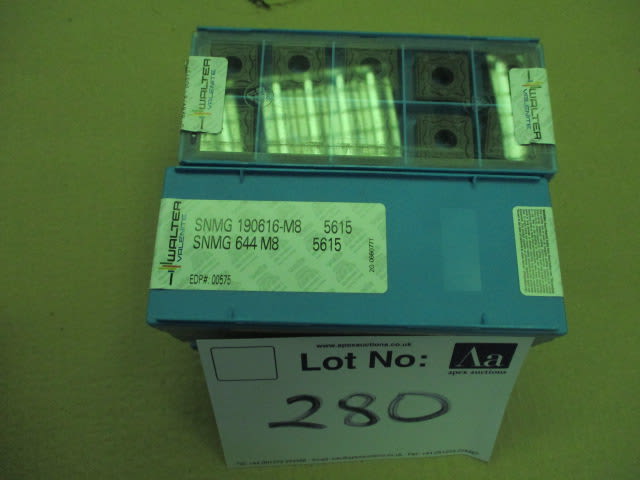 WALTER
VALENITE
WALTER
VALENITE
WALTER
VALENITE
SNMG 190616-M8 5615
SNMG 644 M8 5615
EDP#: 00575
www.apexauctions.co.uk
Lot No:
Aa
apex auctions
280